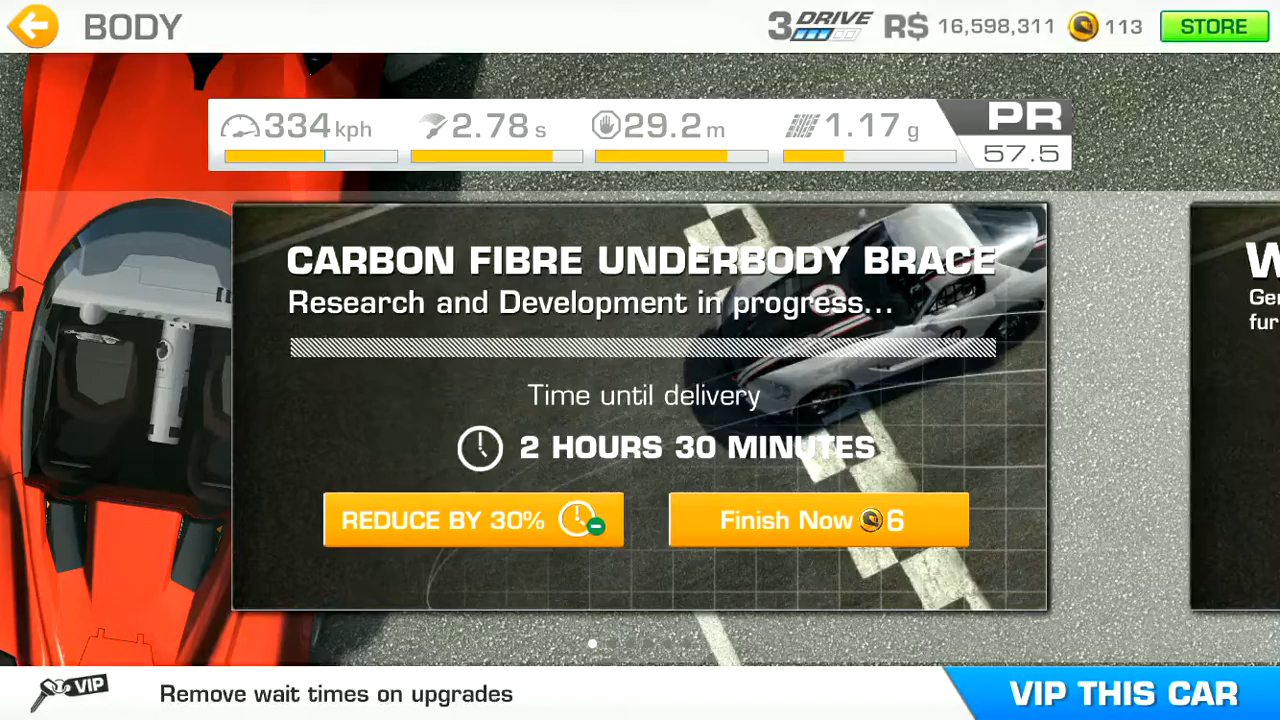 BODY
3 DRIVE R$ 16,598,311 113 STORE
334 kph 2.78 s 29.2 m 1.17 g PR
57.5
CARBON FIBRE UNDERBODY BRACE
Research and Development in progress...
Time until delivery
2 HOURS 30 MINUTES
REDUCE BY 30% Finish Now 6
W
Ge
fur
VIP Remove wait times on upgrades VIP THIS CAR